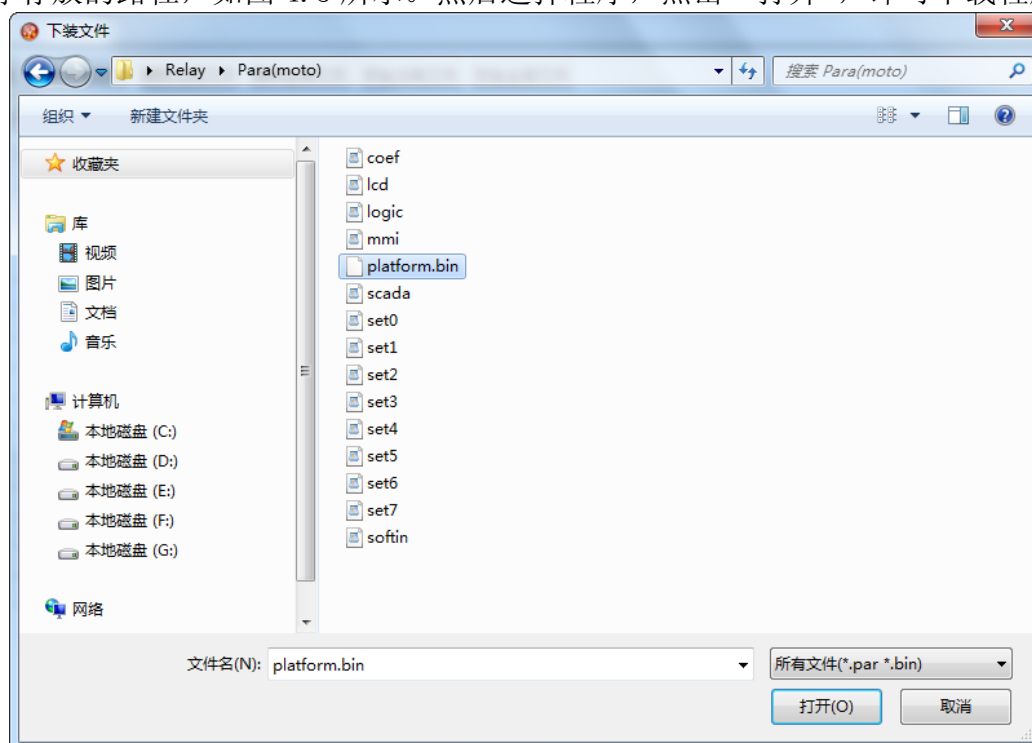 下装文件
Relay ▸ Para(moto)
搜索 Para(moto)
组织
新建文件夹
收藏夹
库
视频
图片
文档
音乐
计算机
本地磁盘 (C:)
本地磁盘 (D:)
本地磁盘 (E:)
本地磁盘 (F:)
本地磁盘 (G:)
网络
coef
lcd
logic
mmi
platform.bin
scada
set0
set1
set2
set3
set4
set5
set6
set7
softin
文件名(N): platform.bin
所有文件(*.par *.bin)
打开(O)
取消